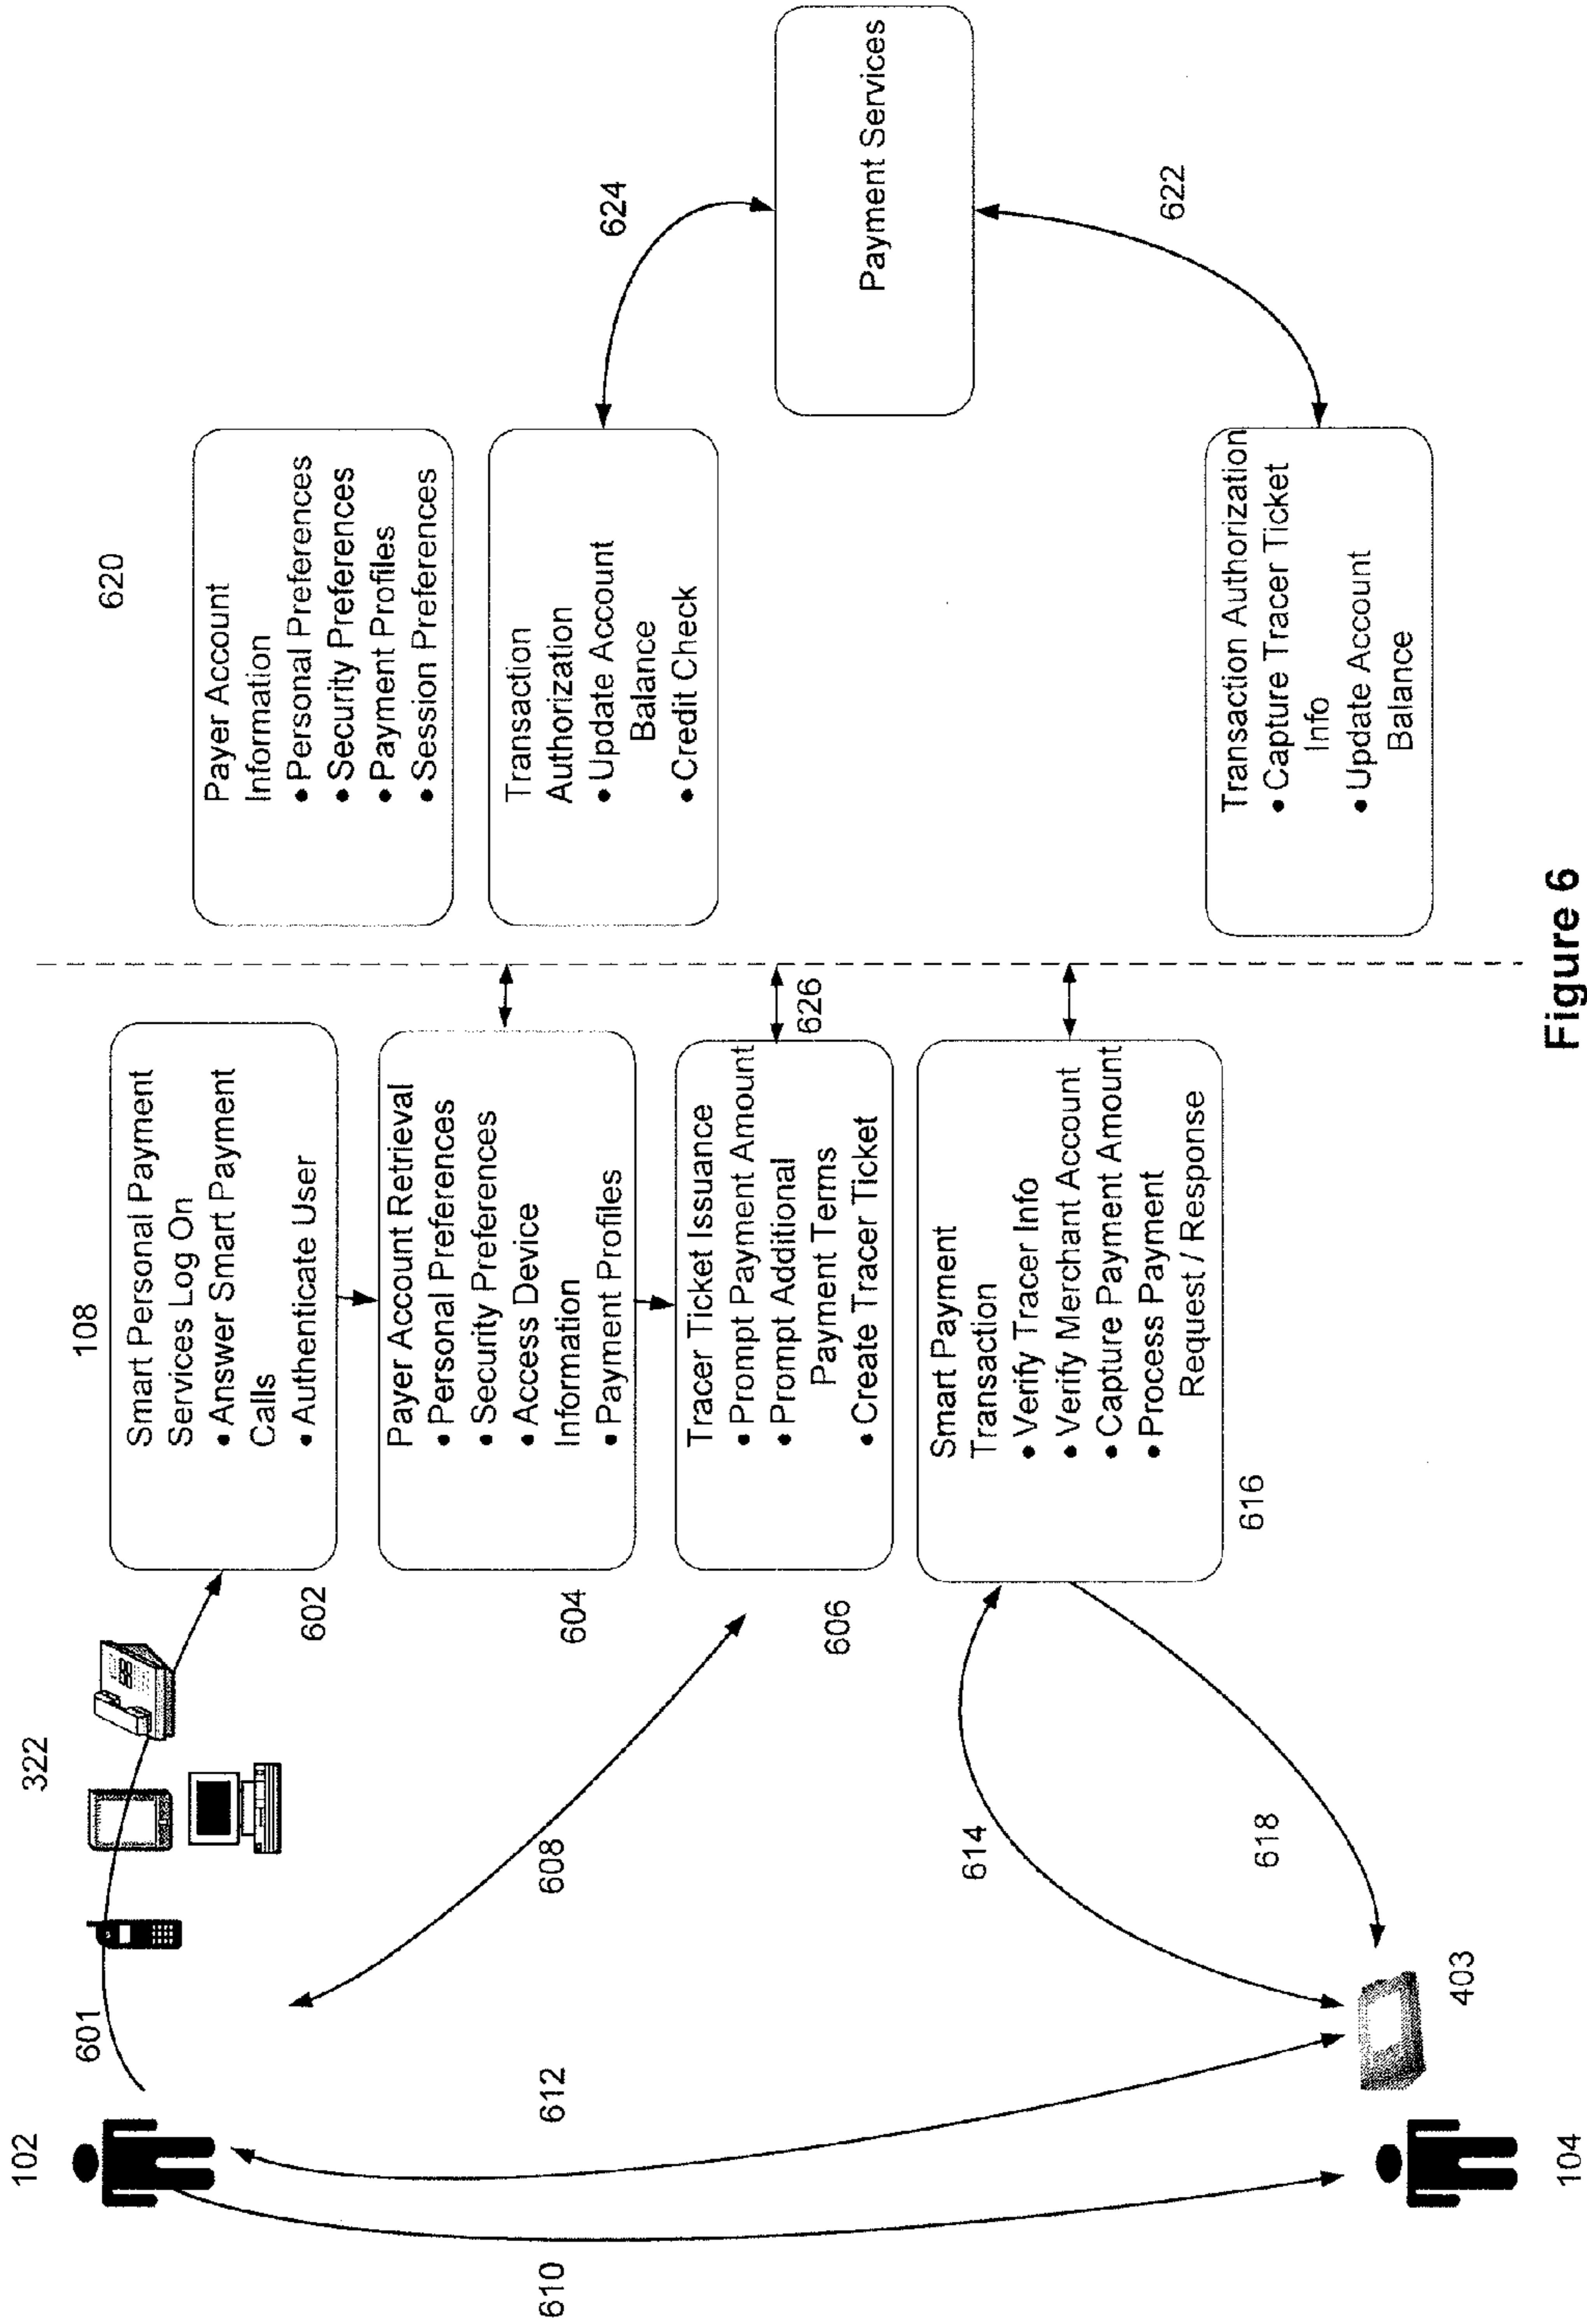 102
601
322
108
620
Smart Personal Payment
Services Log On
• Answer Smart Payment
Calls
• Authenticate User
602
Payer Account
Information
• Personal Preferences
• Security Preferences
• Payment Profiles
• Session Preferences
Payer Account Retrieval
• Personal Preferences
• Security Preferences
• Access Device
Information
• Payment Profiles
604
Transaction
Authorization
• Update Account
Balance
• Credit Check
624
610
612
608
Tracer Ticket Issuance
• Prompt Payment Amount
• Prompt Additional
Payment Terms
• Create Tracer Ticket
606
626
Payment Services
614
618
Smart Payment
Transaction
• Verify Tracer Info
• Verify Merchant Account
• Capture Payment Amount
• Process Payment
Request / Response
616
622
Transaction Authorization
• Capture Tracer Ticket
Info
• Update Account
Balance
403
104
Figure 6